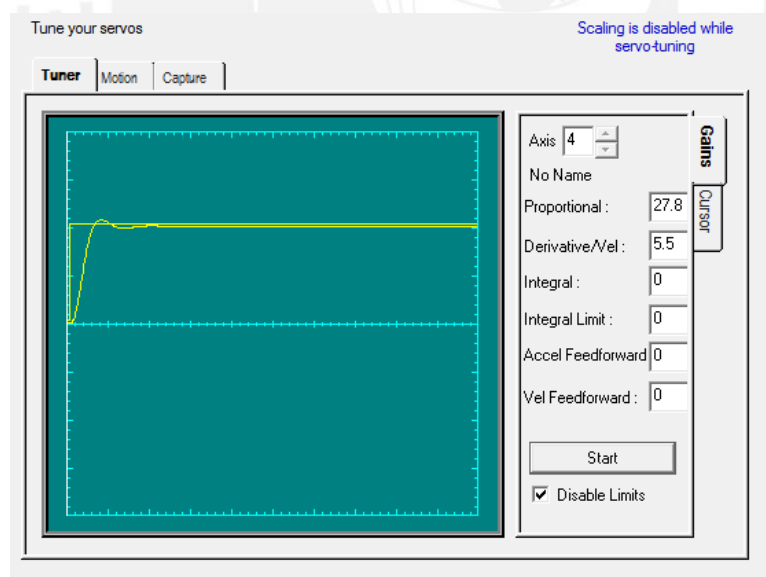 Tune your servos
Scaling is disabled while
servo-tuning
Tuner
Motion
Capture
Axis 4
No Name
Proportional : 27.8
Derivative/Vel : 5.5
Integral : 0
Integral Limit : 0
Accel Feedforward 0
Vel Feedforward : 0
Start
Disable Limits
Gains
Cursor